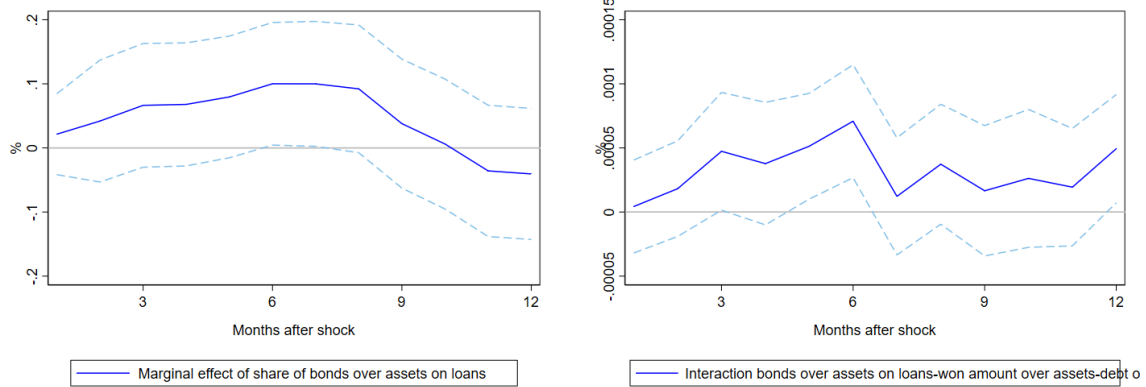 .2
.1
0
-.1
-.2
%
3 6 9 12
Months after shock
Marginal effect of share of bonds over assets on loans
.00015
.0001
.00005
0
-.00005
%
3 6 9 12
Months after shock
Interaction bonds over assets on loans-won amount over assets-debt o